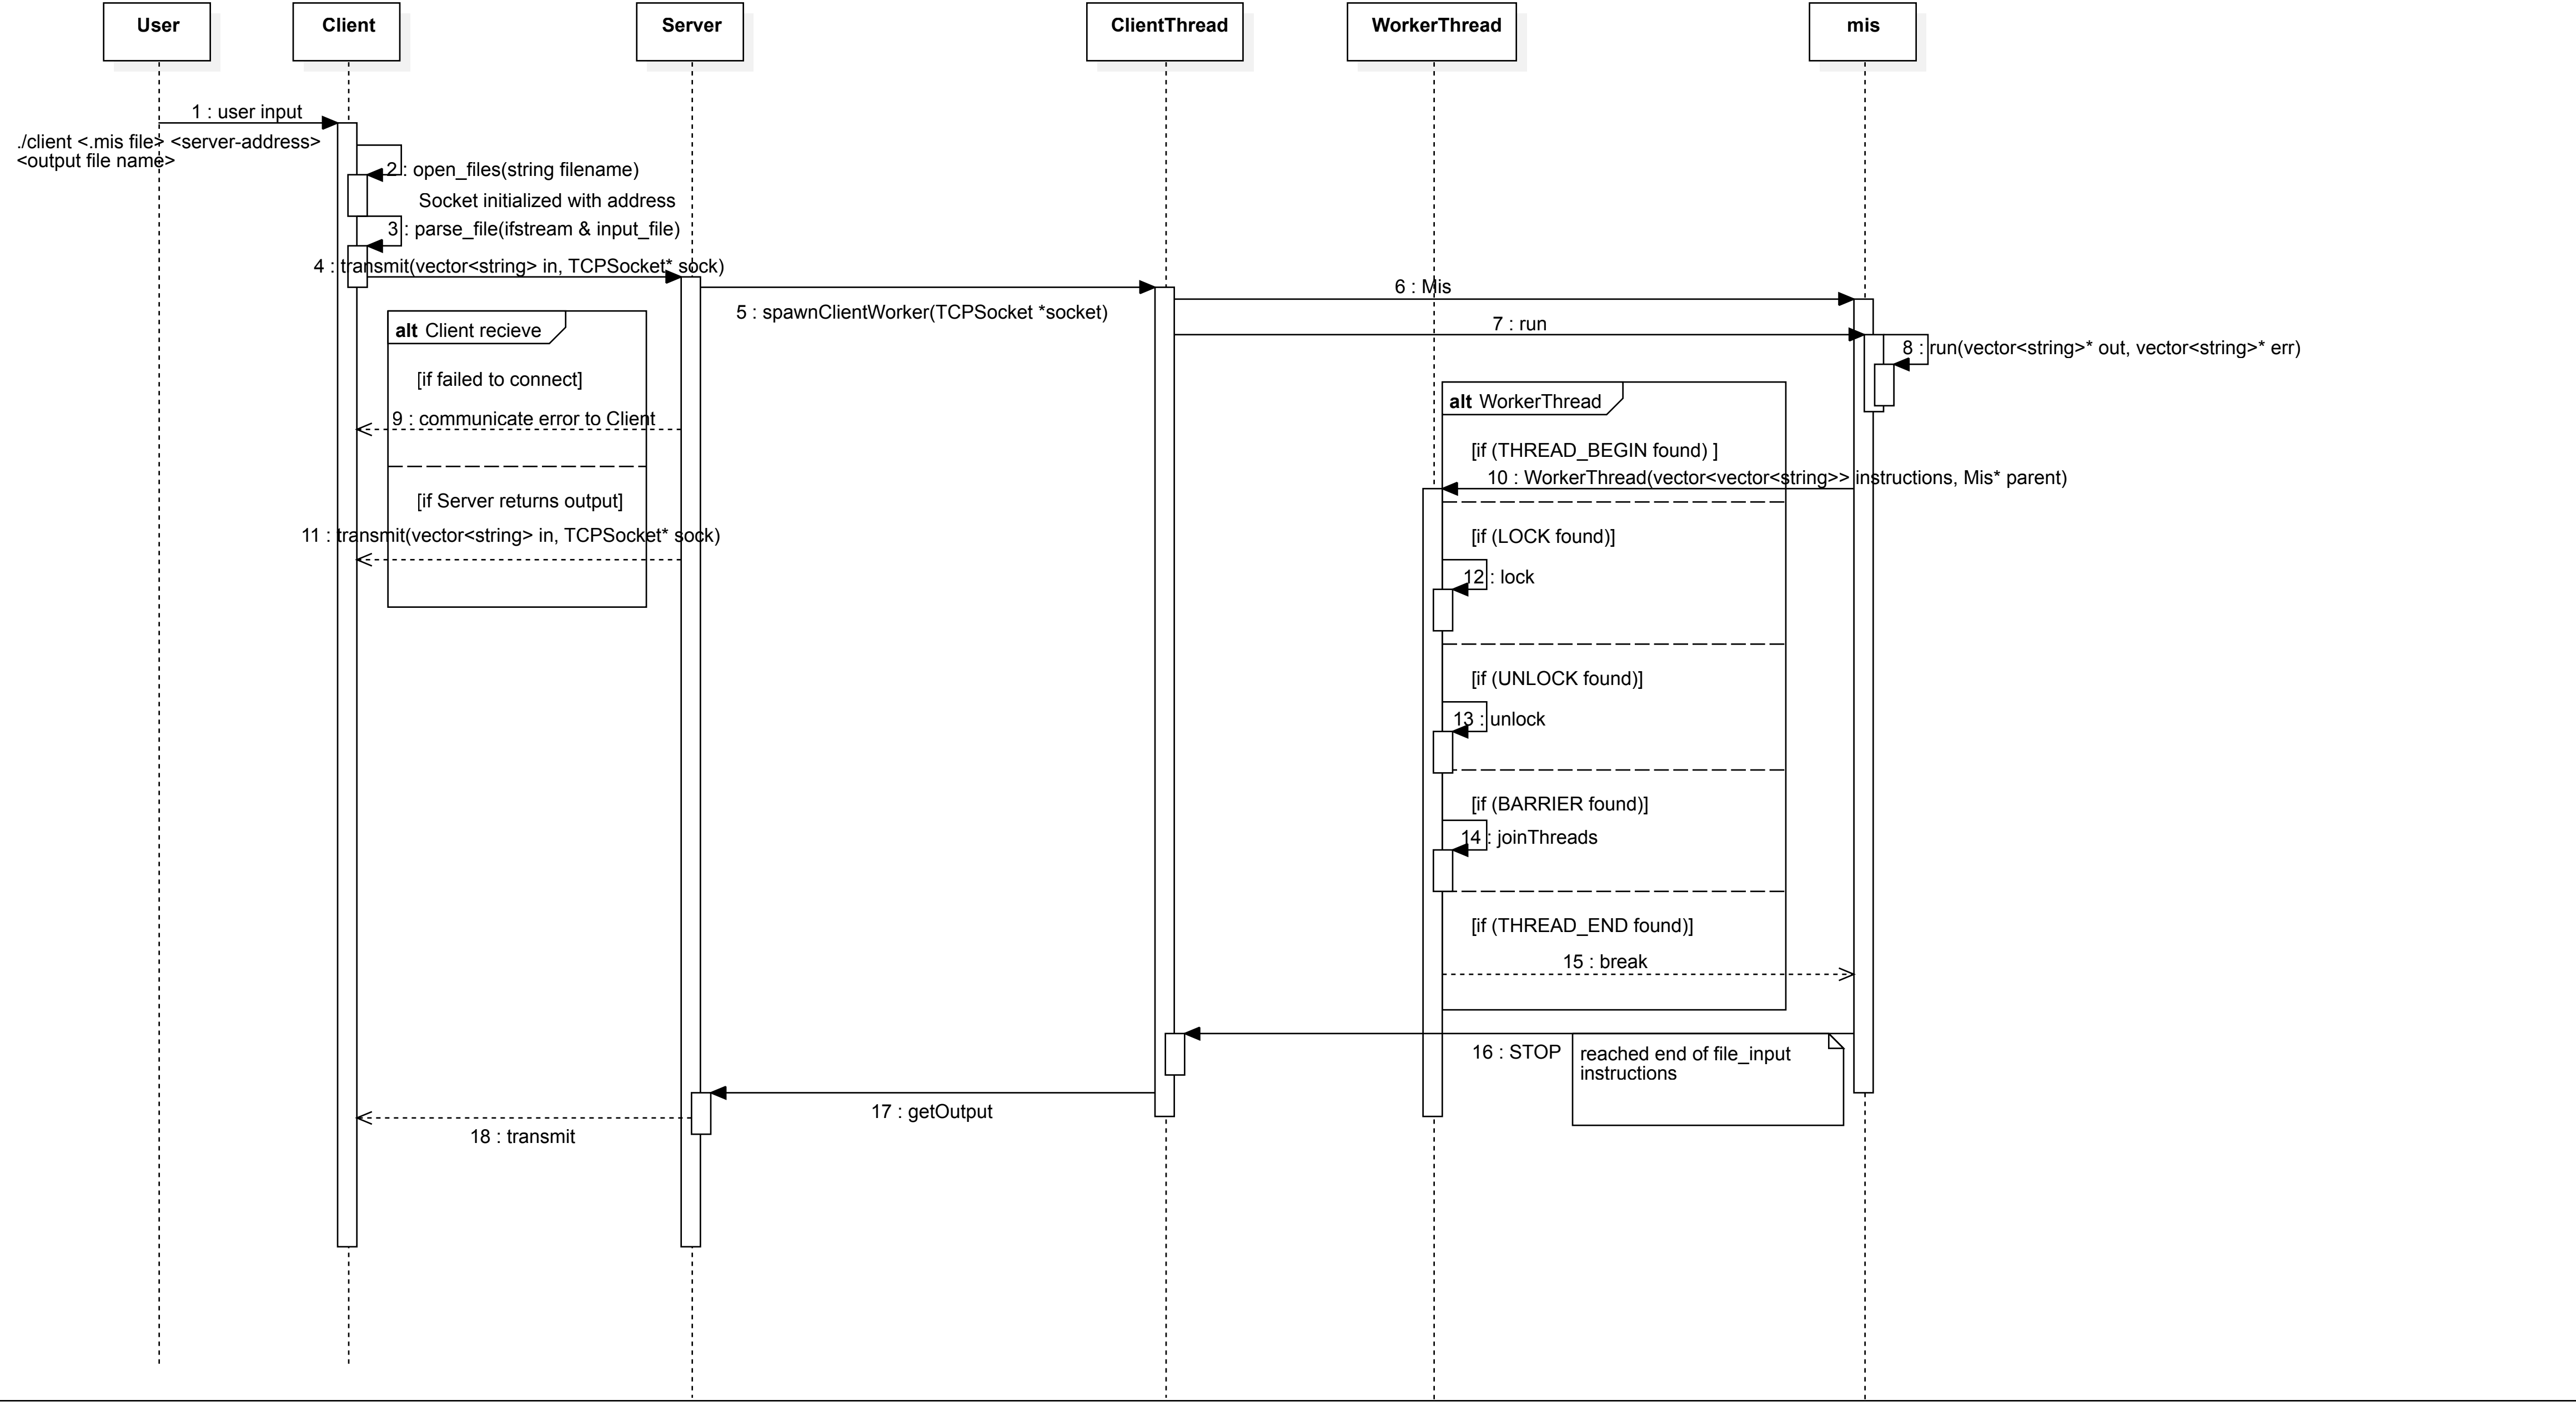 User
Client
Server
ClientThread
WorkerThread
mis
1 : user input
./client <.mis file> <server-address>
<output file name>
2 : open_files(string filename)
Socket initialized with address
3 : parse_file(ifstream & input_file)
4 : transmit(vector<string> in, TCPSocket* sock)
5 : spawnClientWorker(TCPSocket *socket)
6 : Mis
7 : run
8 : run(vector<string>* out, vector<string>* err)
alt Client recieve
[if failed to connect]
9 : communicate error to Client
[if Server returns output]
11 : transmit(vector<string> in, TCPSocket* sock)
alt WorkerThread
[if (THREAD_BEGIN found) ]
10 : WorkerThread(vector<vector<string>> instructions, Mis* parent)
[if (LOCK found)]
12 : lock
[if (UNLOCK found)]
13 : unlock
[if (BARRIER found)]
14 : joinThreads
[if (THREAD_END found)]
15 : break
16 : STOP
reached end of file_input
instructions
17 : getOutput
18 : transmit